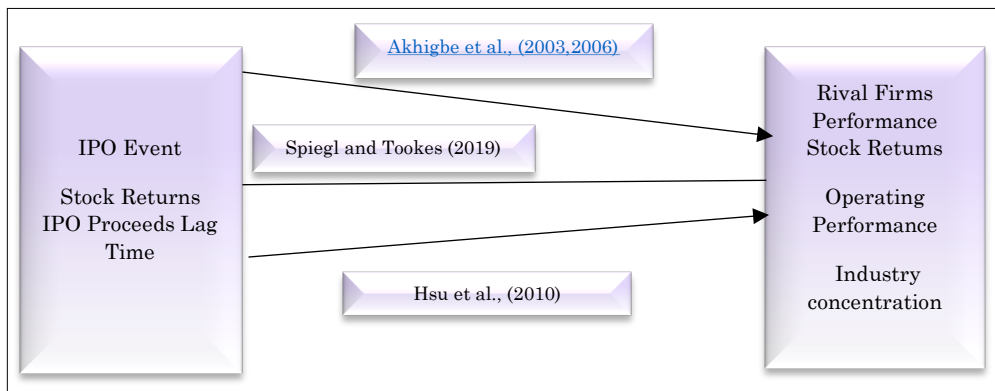 Akhigbe et al., (2003,2006)
IPO Event
Stock Returns
IPO Proceeds Lag
Time
Spiegl and Tookes (2019)
Hsu et al., (2010)
Rival Firms
Performance
Stock Retums
Operating
Performance
Industry
concentration